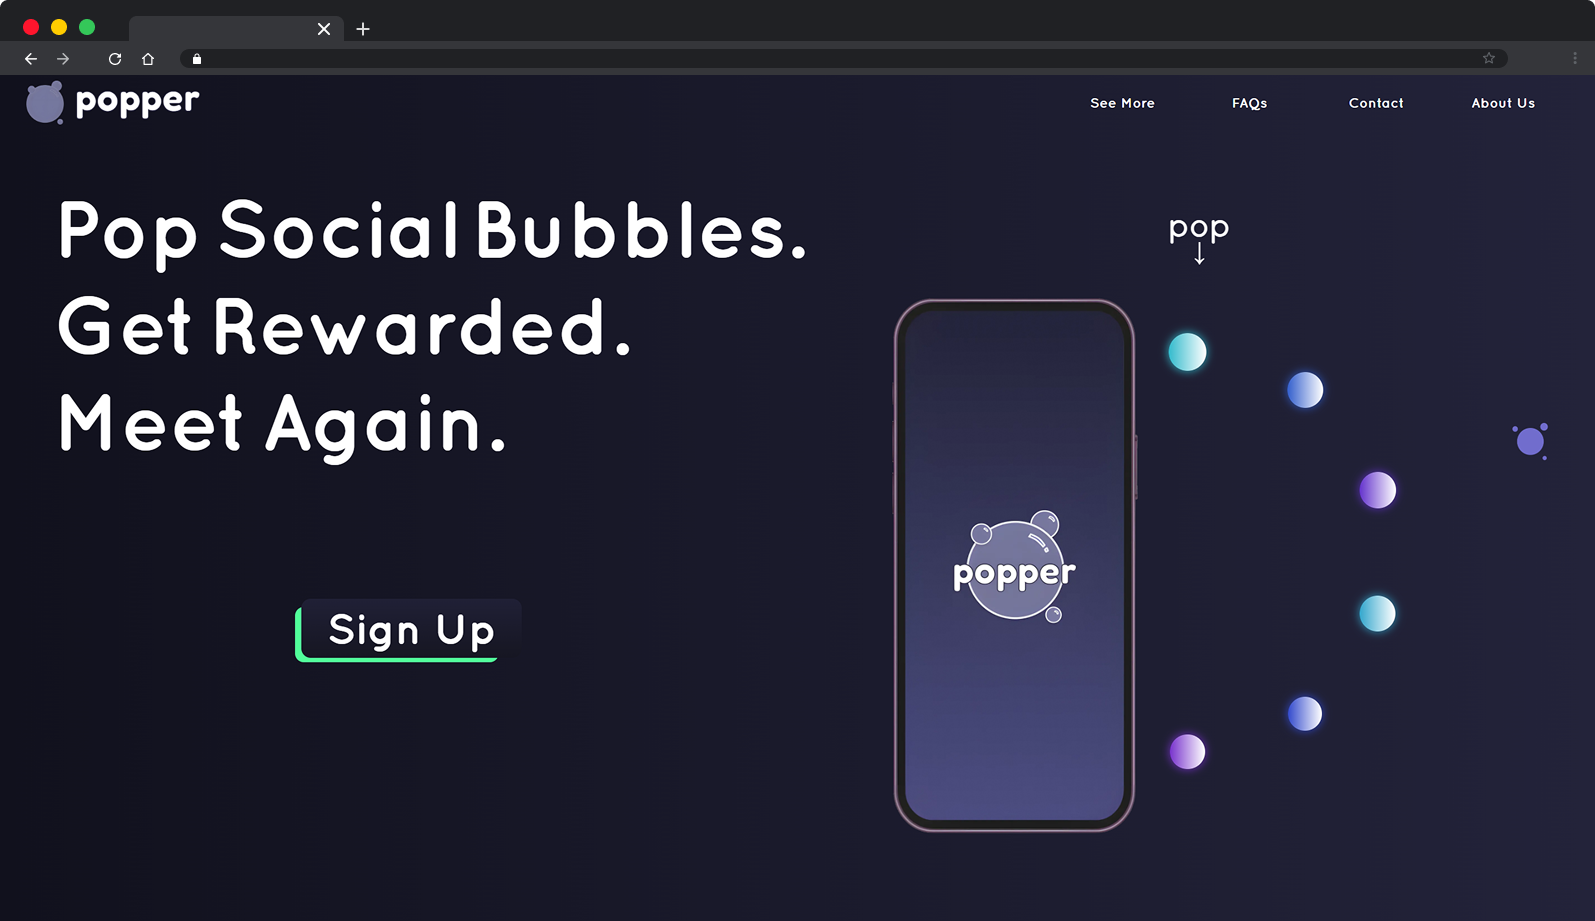 popper
See More FAQs Contact About Us
Pop Social Bubbles.
Get Rewarded.
Meet Again.
pop
popper
Sign Up